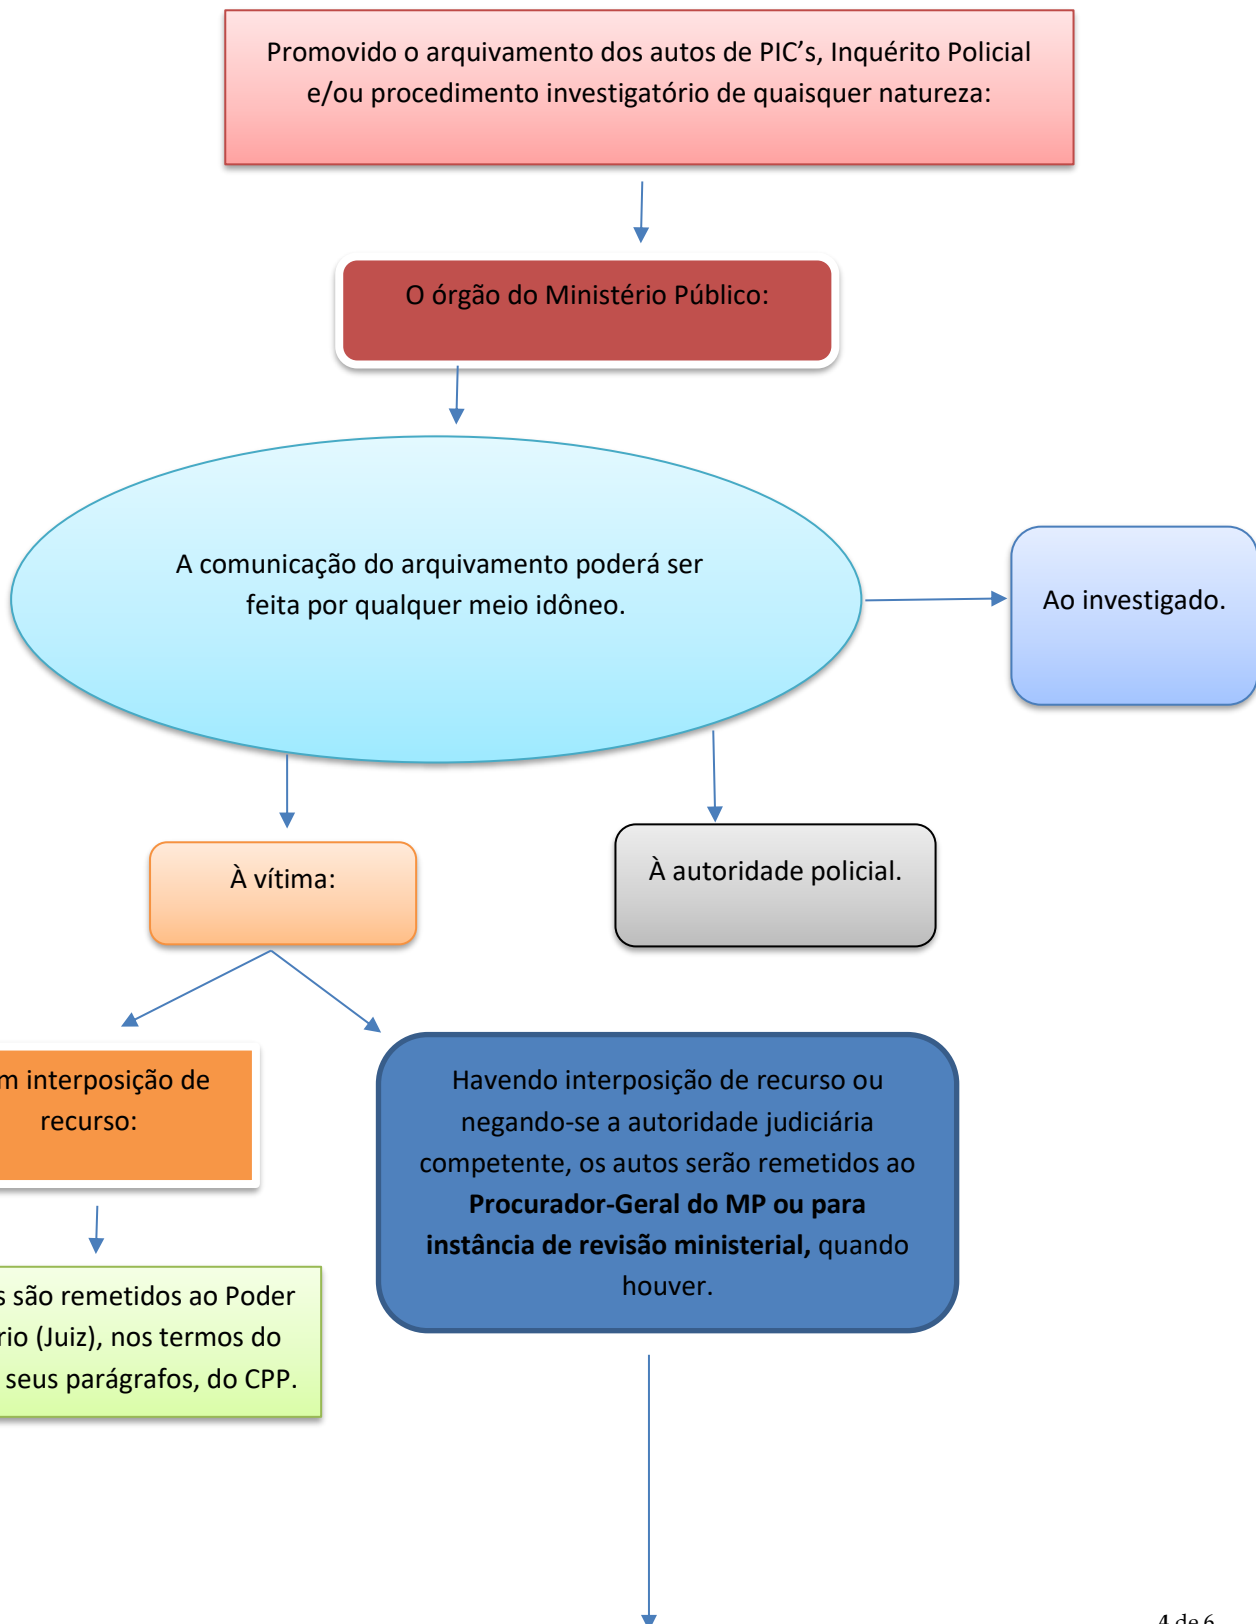 Promovido o arquivamento dos autos de PIC’s, Inquérito Policial
e/ou procedimento investigatório de quaisquer natureza:
O órgão do Ministério Público:
A comunicação do arquivamento poderá ser
feita por qualquer meio idôneo.
Ao investigado.
À vítima:
À autoridade policial.
interposição de
recurso:
Havendo interposição de recurso ou
negando-se a autoridade judiciária
competente, os autos serão remetidos ao
Procurador-Geral do MP ou para
instância de revisão ministerial, quando
houver.
são remetidos ao Poder
(Juiz), nos termos do
seus parágrafos, do CPP.
4 de 6